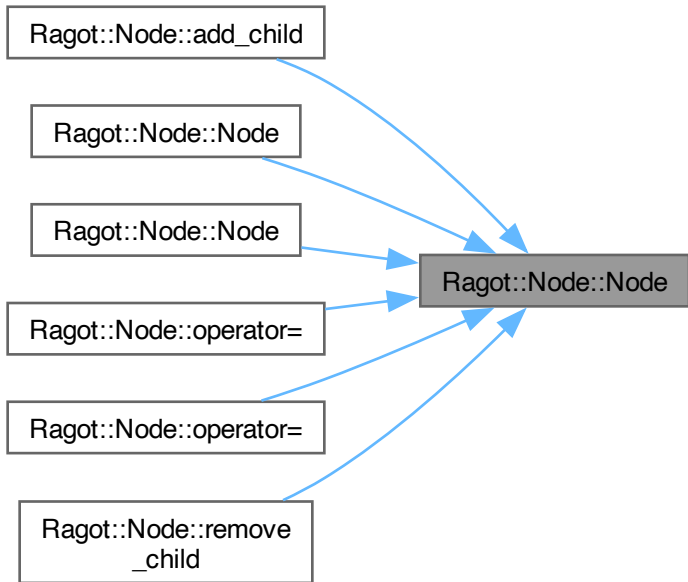 Ragot::Node::add_child
Ragot::Node::Node
Ragot::Node::Node
Ragot::Node::Node
Ragot::Node::operator=
Ragot::Node::operator=
Ragot::Node::remove
_child